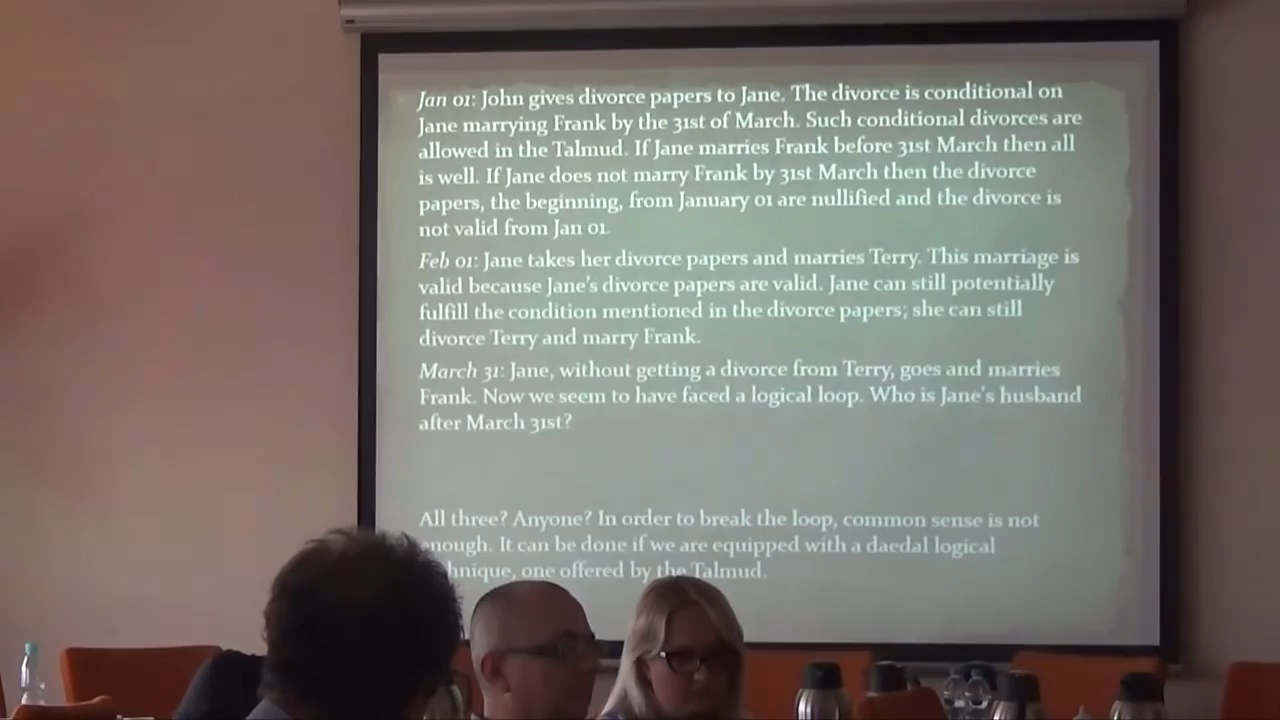 Jan 01: John gives divorce papers to Jane. The divorce is conditional on
Jane marrying Frank by the 31st of March. Such conditional divorces are
allowed in the Talmud. If Jane marries Frank before 31st March then all
is well. If Jane does not marry Frank by 31st March then the divorce
papers, the beginning, from January 01 are nullified and the divorce is
not valid from Jan 01.
Feb 01: Jane takes her divorce papers and marries Terry. This marriage is
valid because Jane's divorce papers are valid. Jane can still potentially
fulfill the condition mentioned in the divorce papers; she can still
divorce Terry and marry Frank.
March 31: Jane, without getting a divorce from Terry, goes and marries
Frank. Now we seem to have faced a logical loop. Who is Jane's husband
after March 31st?
All three? Anyone? In order to break the loop, common sense is not
enough. It can be done if we are equipped with a daedal logical
technique, one offered by the Talmud.